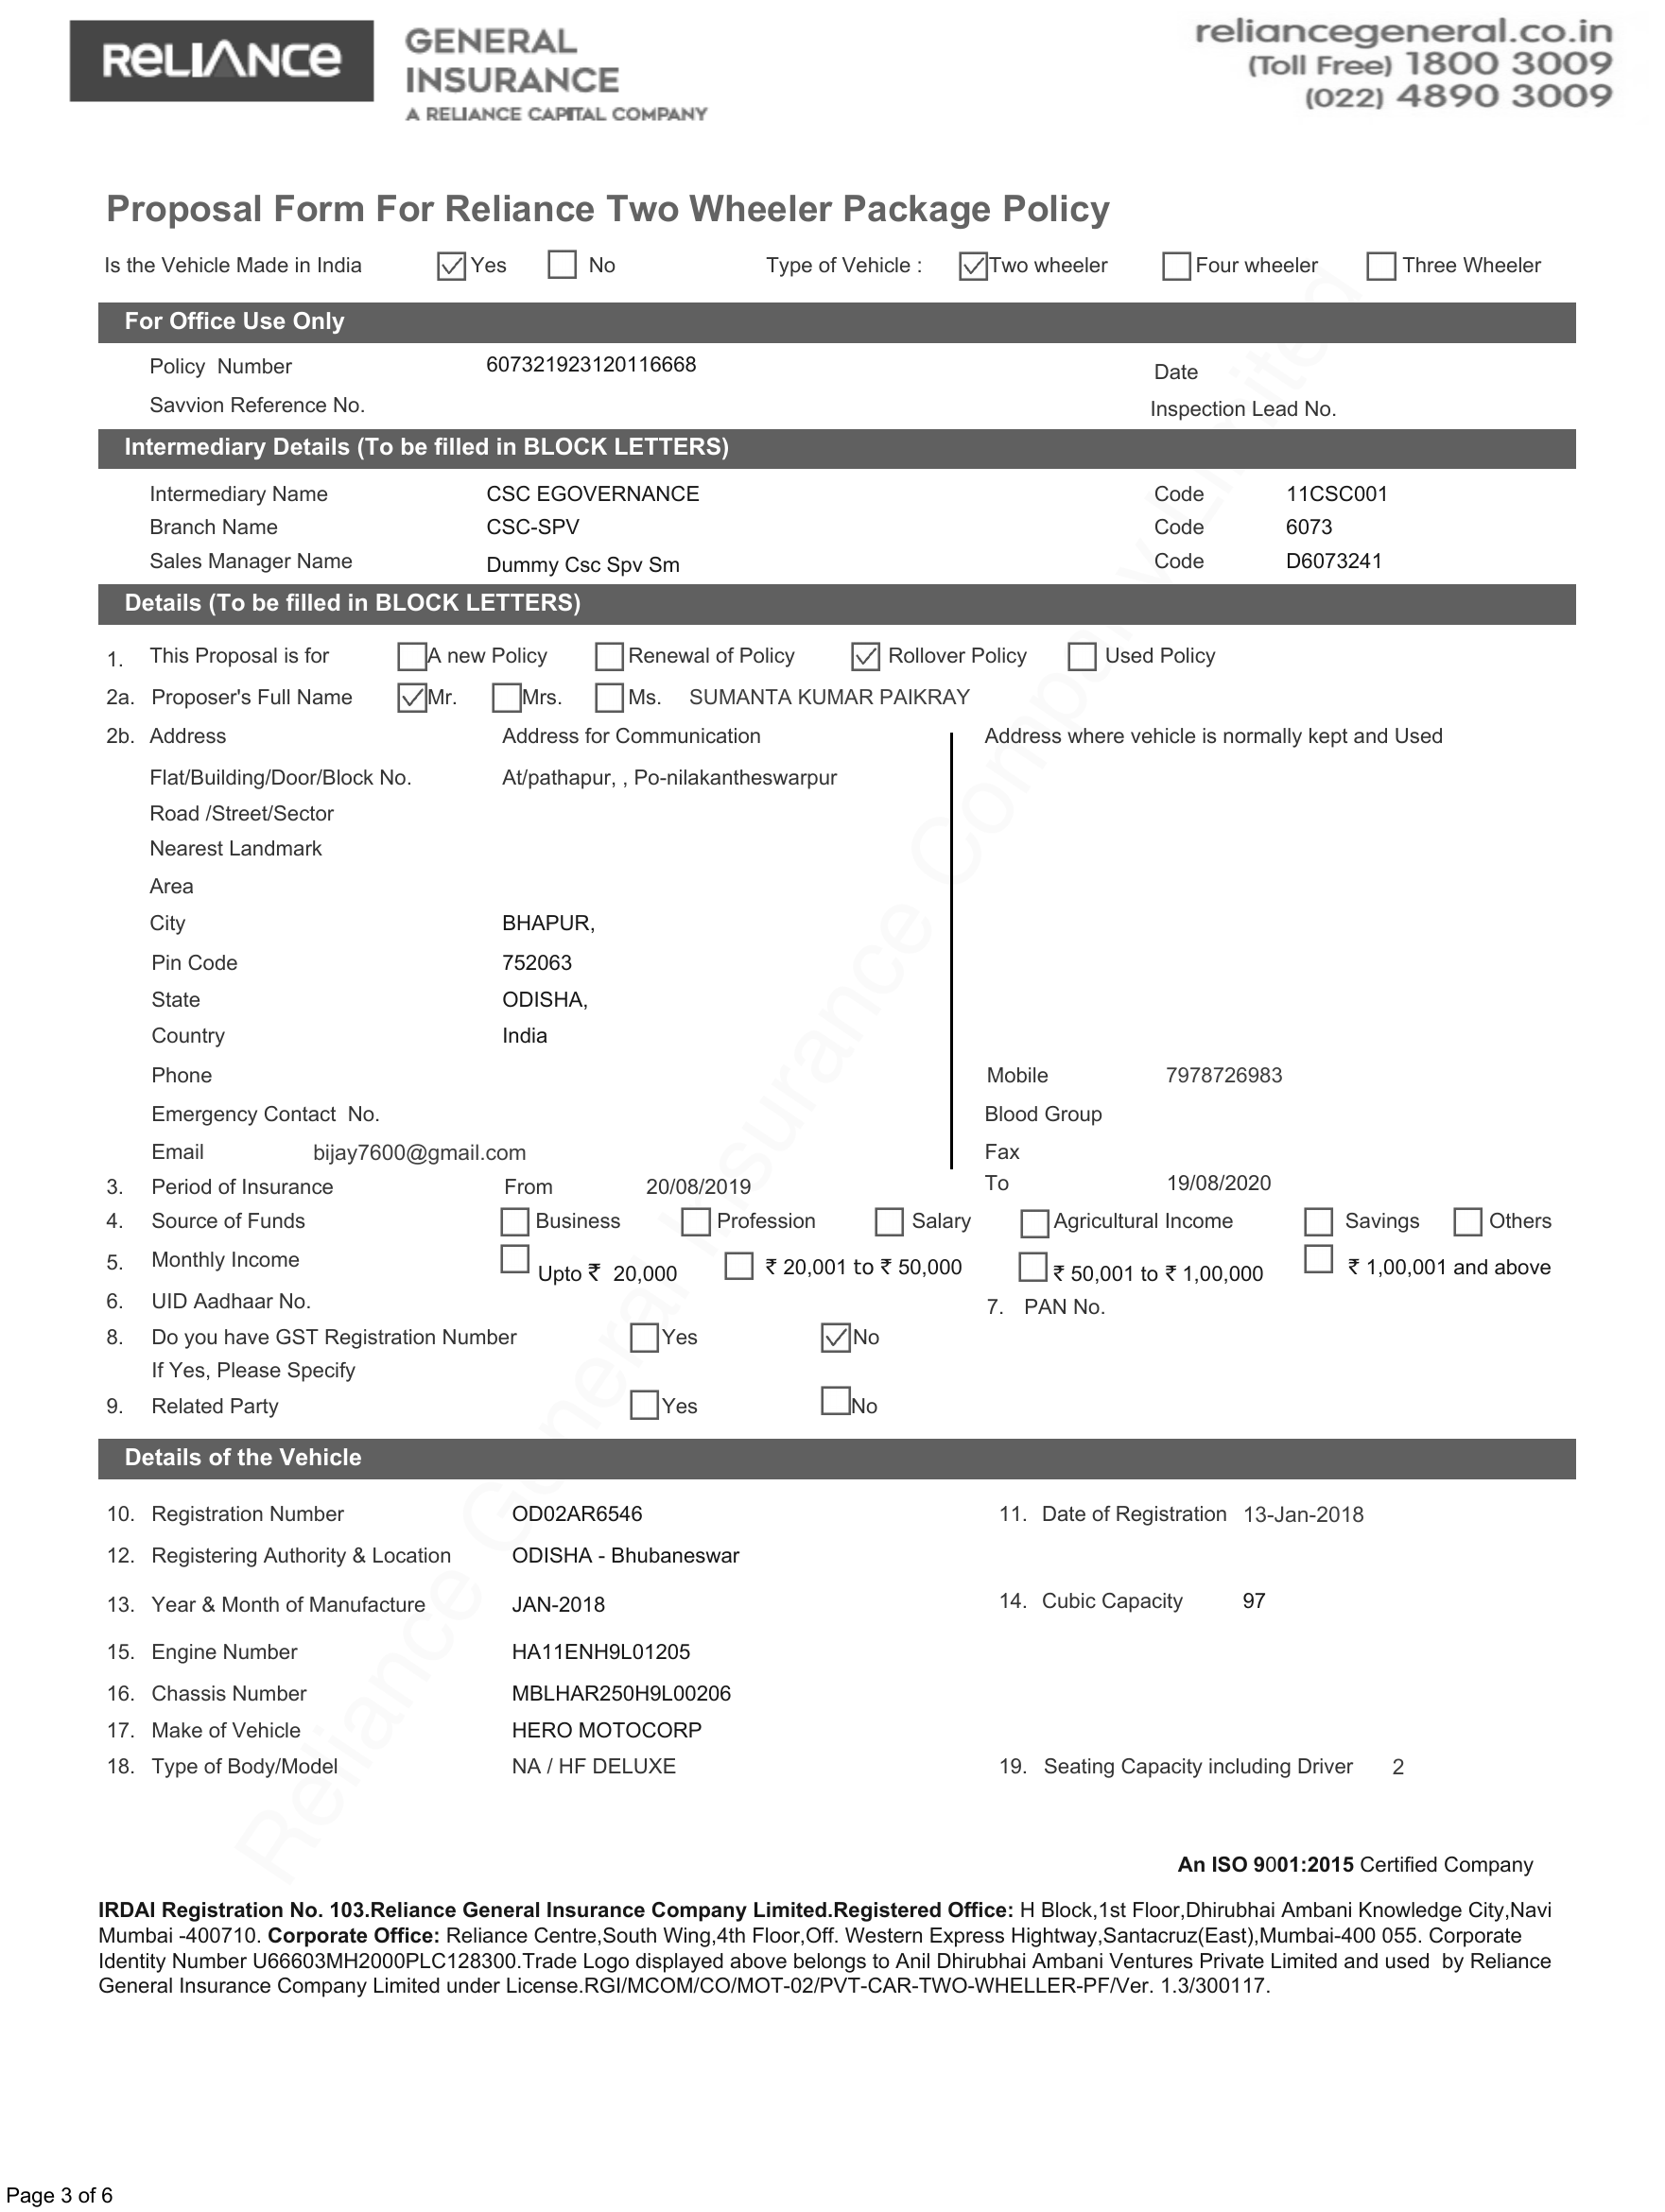 RELIANCE GENERAL INSURANCE A RELIANCE CAPITAL COMPANY
reliancegeneral.co.in
(Toll Free) 1800 3009
(022) 4890 3009
Proposal Form For Reliance Two Wheeler Package Policy
Is the Vehicle Made in India Yes No Type of Vehicle : Two wheeler Four wheeler Three Wheeler
For Office Use Only
Policy Number 607321923120116668 Date
Savvion Reference No. Inspection Lead No.
Intermediary Details (To be filled in BLOCK LETTERS)
Intermediary Name CSC EGOVERNANCE Code 11CSC001
Branch Name CSC-SPV Code 6073
Sales Manager Name Dummy Csc Spv Sm Code D6073241
Details (To be filled in BLOCK LETTERS)
1. This Proposal is for A new Policy Renewal of Policy Rollover Policy Used Policy
2a. Proposer's Full Name Mr. Mrs. Ms. SUMANTA KUMAR PAIKRAY
2b. Address Address for Communication Address where vehicle is normally kept and Used
Flat/Building/Door/Block No. At/pathapur, , Po-nilakantheswarpur
Road /Street/Sector
Nearest Landmark
Area
City BHAPUR,
Pin Code 752063
State ODISHA,
Country India
Phone Mobile 7978726983
Emergency Contact No. Blood Group
Email bijay7600@gmail.com Fax
3. Period of Insurance From 20/08/2019 To 19/08/2020
4. Source of Funds Business Profession Salary Agricultural Income Savings Others
5. Monthly Income Upto ₹ 20,000 ₹ 20,001 to ₹ 50,000 ₹ 50,001 to ₹ 1,00,000 ₹ 1,00,001 and above
6. UID Aadhaar No. 7. PAN No.
8. Do you have GST Registration Number Yes No
If Yes, Please Specify
9. Related Party Yes No
Details of the Vehicle
10. Registration Number OD02AR6546 11. Date of Registration 13-Jan-2018
12. Registering Authority & Location ODISHA - Bhubaneswar
13. Year & Month of Manufacture JAN-2018 14. Cubic Capacity 97
15. Engine Number HA11ENH9L01205
16. Chassis Number MBLHAR250H9L00206
17. Make of Vehicle HERO MOTOCORP
18. Type of Body/Model NA / HF DELUXE 19. Seating Capacity including Driver 2
Reliance General Insurance Company Limited
An ISO 9001:2015 Certified Company
IRDAI Registration No. 103.Reliance General Insurance Company Limited.Registered Office: H Block,1st Floor,Dhirubhai Ambani Knowledge City,Navi
Mumbai -400710. Corporate Office: Reliance Centre,South Wing,4th Floor,Off. Western Express Hightway,Santacruz(East),Mumbai-400 055. Corporate
Identity Number U66603MH2000PLC128300.Trade Logo displayed above belongs to Anil Dhirubhai Ambani Ventures Private Limited and used by Reliance
General Insurance Company Limited under License.RGI/MCOM/CO/MOT-02/PVT-CAR-TWO-WHELLER-PF/Ver. 1.3/300117.
Page 3 of 6